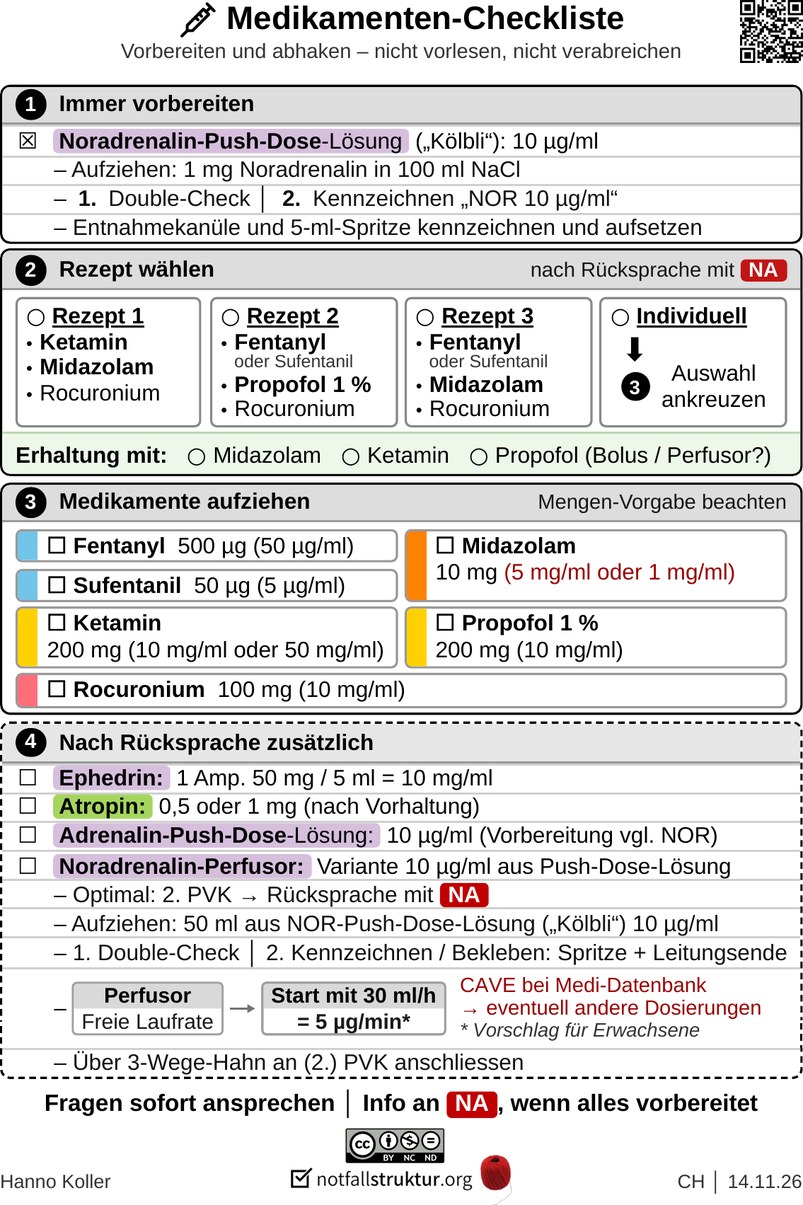 Medikamenten-Checkliste
Vorbereiten und abhaken – nicht vorlesen, nicht verabreichen
1 Immer vorbereiten
☒ Noradrenalin-Push-Dose-Lösung („Kölbli“): 10 µg/ml
– Aufziehen: 1 mg Noradrenalin in 100 ml NaCl
– 1. Double-Check │ 2. Kennzeichnen „NOR 10 µg/ml“
– Entnahmekanüle und 5-ml-Spritze kennzeichnen und aufsetzen
2 Rezept wählen nach Rücksprache mit NA
○ Rezept 1
• Ketamin
• Midazolam
• Rocuronium
○ Rezept 2
• Fentanyl
oder Sufentanil
• Propofol 1 %
• Rocuronium
○ Rezept 3
• Fentanyl
oder Sufentanil
• Midazolam
• Rocuronium
○ Individuell
⬇
3 Auswahl
ankreuzen
Erhaltung mit: ○ Midazolam ○ Ketamin ○ Propofol (Bolus / Perfusor?)
3 Medikamente aufziehen Mengen-Vorgabe beachten
☐ Fentanyl 500 µg (50 µg/ml)
☐ Sufentanil 50 µg (5 µg/ml)
☐ Midazolam
10 mg (5 mg/ml oder 1 mg/ml)
☐ Ketamin
200 mg (10 mg/ml oder 50 mg/ml)
☐ Propofol 1 %
200 mg (10 mg/ml)
☐ Rocuronium 100 mg (10 mg/ml)
4 Nach Rücksprache zusätzlich
☐ Ephedrin: 1 Amp. 50 mg / 5 ml = 10 mg/ml
☐ Atropin: 0,5 oder 1 mg (nach Vorhaltung)
☐ Adrenalin-Push-Dose-Lösung: 10 µg/ml (Vorbereitung vgl. NOR)
☐ Noradrenalin-Perfusor: Variante 10 µg/ml aus Push-Dose-Lösung
– Optimal: 2. PVK → Rücksprache mit NA
– Aufziehen: 50 ml aus NOR-Push-Dose-Lösung („Kölbli“) 10 µg/ml
– 1. Double-Check │ 2. Kennzeichnen / Bekleben: Spritze + Leitungsende
– Perfusor
Freie Laufrate
→
Start mit 30 ml/h
= 5 µg/min*
CAVE bei Medi-Datenbank
→ eventuell andere Dosierungen
* Vorschlag für Erwachsene
– Über 3-Wege-Hahn an (2.) PVK anschliessen
Fragen sofort ansprechen │ Info an NA, wenn alles vorbereitet
cc BY NC ND
Hanno Koller notfallstruktur.org CH │ 14.11.26